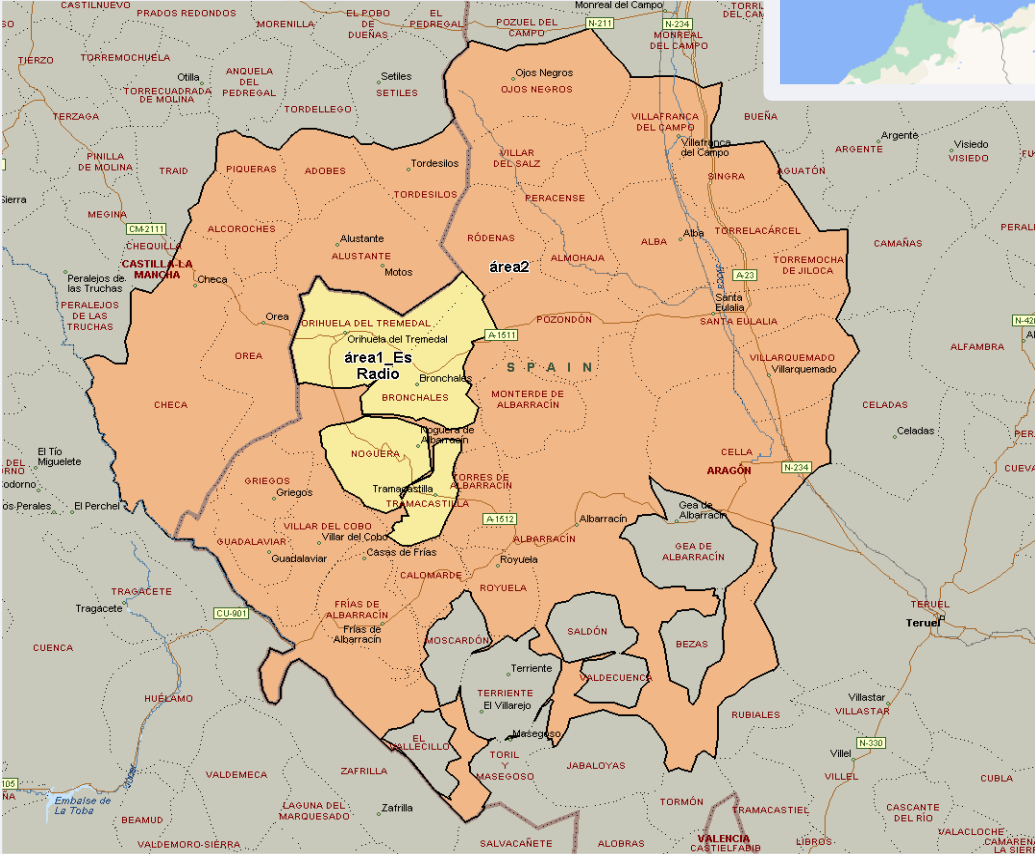 CASTILNUEVO
PRADOS REDONDOS
MORENILLA
EL POBO
DE
DUEÑAS
EL
PEDREGAL
POZUEL DEL
CAMPO
Monreal del Campo
N-211
N-234
MONREAL
DEL CAMPO
TIERZO
TORREMOCHUELA
Otilla
TORRECUADRADA
DE MOLINA
ANQUELA
DEL
PEDREGAL
Setiles
SETILES
Ojos Negros
OJOS NEGROS
TERZAGA
TORDELLEGO
VILLAFRANCA
DEL CAMPO
BUEÑA
Villafranca
del Campo
Argente
ARGENTE
Visiedo
VISIEDO
PINILLA
DE MOLINA
TRAID
PIQUERAS
ADOBES
Tordesilos
TORDESILOS
VILLAR
DEL SALZ
PERACENSE
SINGRA
AGUATÓN
MEGINA
CM-2111
CHEQUILLA
ALCOROCHES
Alustante
ALUSTANTE
Motos
RÓDENAS
ALMOHAJA
ALBA
Alba
TORRELACÁRCEL
CAMAÑAS
TORREMOCHA
DE JILOCA
CASTILLA-LA
MANCHA
Checa
área2
Jiloca
A-23
Peralejos de
las Truchas
PERALEJOS
DE LAS
TRUCHAS
Santa
Eulalia
SANTA EULALIA
Orea
OREA
ORIHUELA DEL TREMEDAL
Orihuela del Tremedal
A-1511
POZONDÓN
ALFAMBRA
área1_Es
Radio
Bronchales
BRONCHALES
SPAIN
VILLARQUEMADO
Villarquemado
MONTERDE DE
ALBARRACÍN
CHECA
CELADAS
Celadas
Noguera de
Albarracín
NOGUERA
CELLA
El Tío
Miguelete
ARAGÓN
N-234
GRIEGOS
Griegos
Tramacastilla
TRAMACASTILLA
TORRES DE
ALBARRACÍN
El Perchel
VILLAR DEL COBO
Villar del Cobo
A-1512
Albarracín
ALBARRACÍN
Gea de
Albarracín
GEA DE
ALBARRACÍN
GUADALAVIAR
Guadalaviar
Casas de Frías
Royuela
ROYUELA
CALOMARDE
TRAGACETE
Tragacete
CU-901
FRÍAS DE
ALBARRACÍN
Frías de
Albarracín
MOSCARDÓN
SALDÓN
BEZAS
TERUEL
Teruel
CUENCA
Terriente
TERRIENTE
El Villarejo
VALDECUENCA
HUÉLAMO
RUBIALES
Villastar
VILLASTAR
EL
VALLECILLO
Masegoso
TORIL
Y
MASEGOSO
JABALOYAS
N-330
Villel
VILLEL
CUBLA
VALDEMECA
ZAFRILLA
Zafrilla
Embalse de
La Toba
BEAMUD
LAGUNA DEL
MARQUESADO
TORMÓN
TRAMACASTIEL
CASCANTE
DEL RÍO
VALDEMORO-SIERRA
SALVACAÑETE
ALOBRAS
VALENCIA
CASTIELFABIB
LIBROS
VALACLOCHE